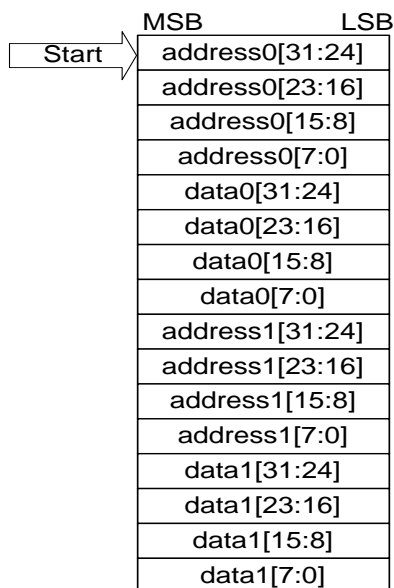 MSB LSB
Start address0[31:24]
address0[23:16]
address0[15:8]
address0[7:0]
data0[31:24]
data0[23:16]
data0[15:8]
data0[7:0]
address1[31:24]
address1[23:16]
address1[15:8]
address1[7:0]
data1[31:24]
data1[23:16]
data1[15:8]
data1[7:0]